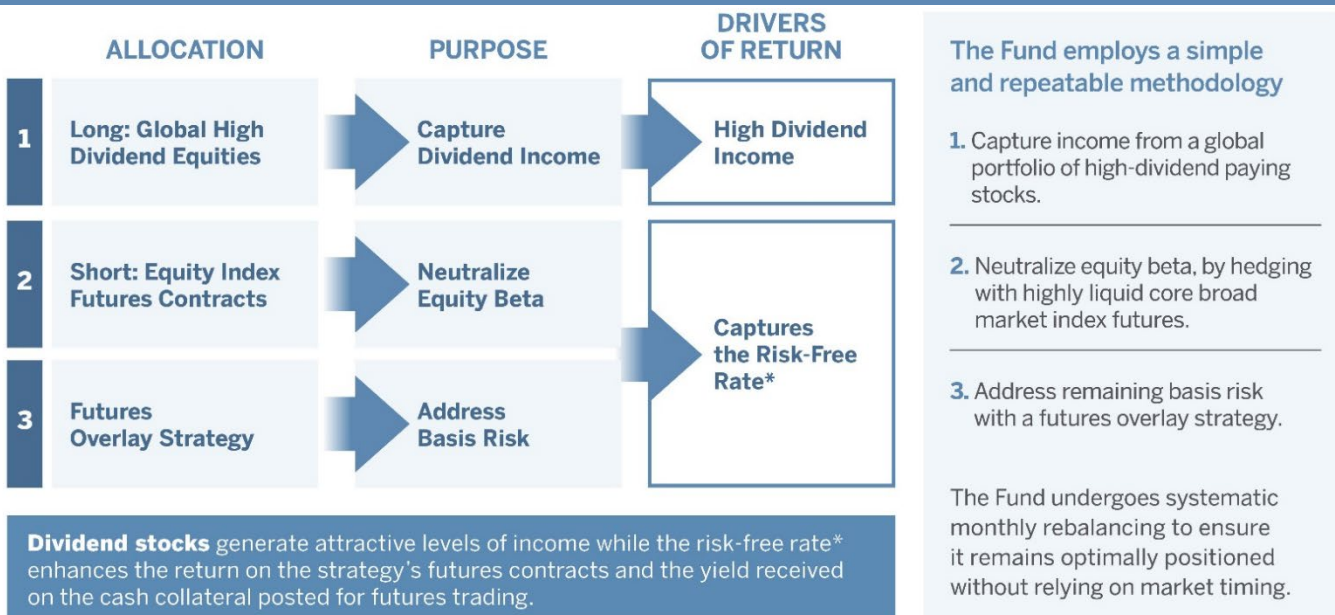 ALLOCATION
PURPOSE
DRIVERS
OF RETURN
1
Long: Global High
Dividend Equities
Capture
Dividend Income
High Dividend
Income
2
Short: Equity Index
Futures Contracts
Neutralize
Equity Beta
Captures
the Risk-Free
Rate*
3
Futures
Overlay Strategy
Address
Basis Risk
Dividend stocks generate attractive levels of income while the risk-free rate*
enhances the return on the strategy's futures contracts and the yield received
on the cash collateral posted for futures trading.
The Fund employs a simple
and repeatable methodology
1. Capture income from a global
portfolio of high-dividend paying
stocks.
2. Neutralize equity beta, by hedging
with highly liquid core broad
market index futures.
3. Address remaining basis risk
with a futures overlay strategy.
The Fund undergoes systematic
monthly rebalancing to ensure
it remains optimally positioned
without relying on market timing.